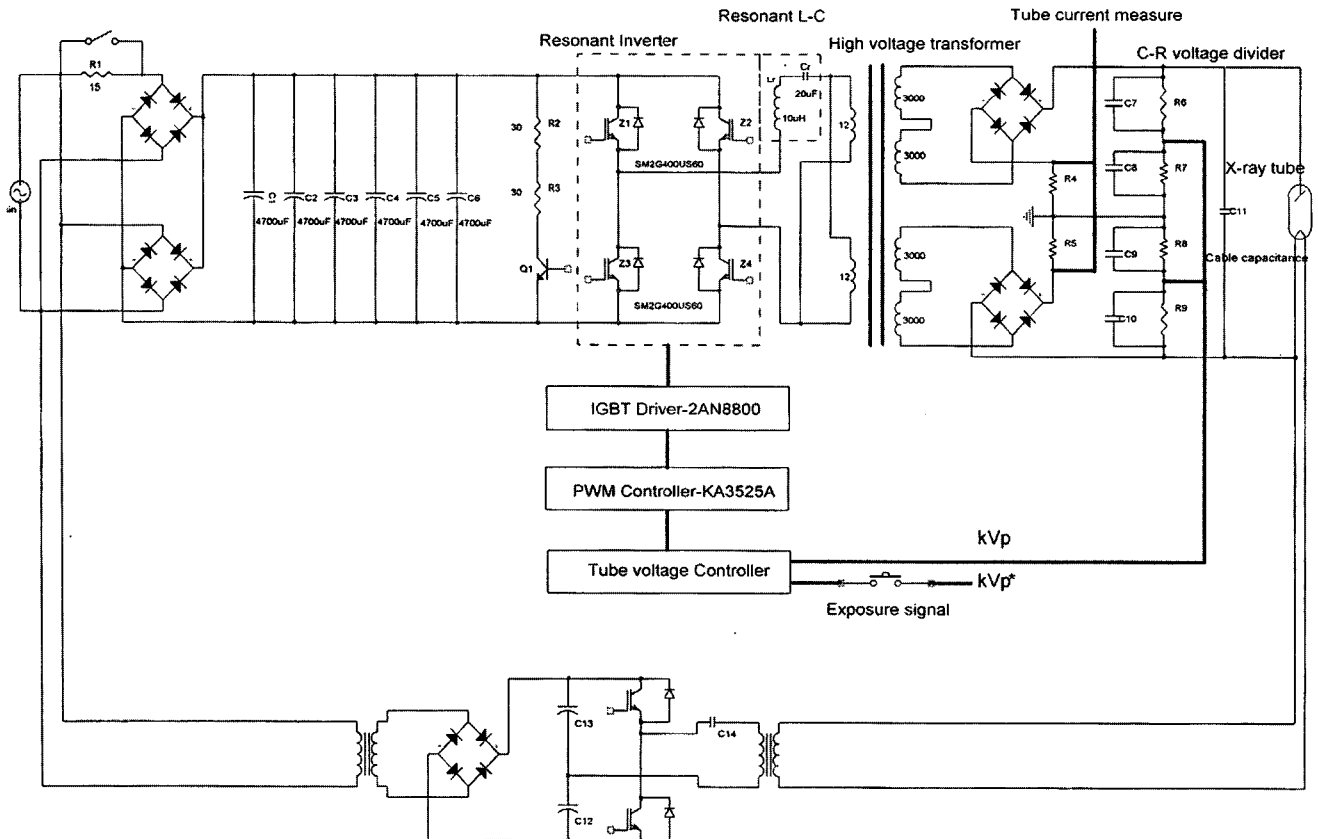 Resonant L-C
Tube current measure
Resonant Inverter
High voltage transformer
C-R voltage divider
R1
15
Lr
Cr
20uF
10uH
3000
C7
R6
30
R2
Z1
Z2
12
SM2G400US60
3000
C8
R7
X-ray tube
R4
30
R3
C1
C2
C3
C4
C5
C6
4700uF
4700uF
4700uF
4700uF
4700uF
4700uF
C11
R5
3000
C9
R8
Cable capacitance
Q1
Z3
Z4
12
SM2G400US60
3000
C10
R9
IGBT Driver-2AN8800
PWM Controller-KA3525A
kVp
Tube voltage Controller
kVp*
Exposure signal
C13
C14
C12